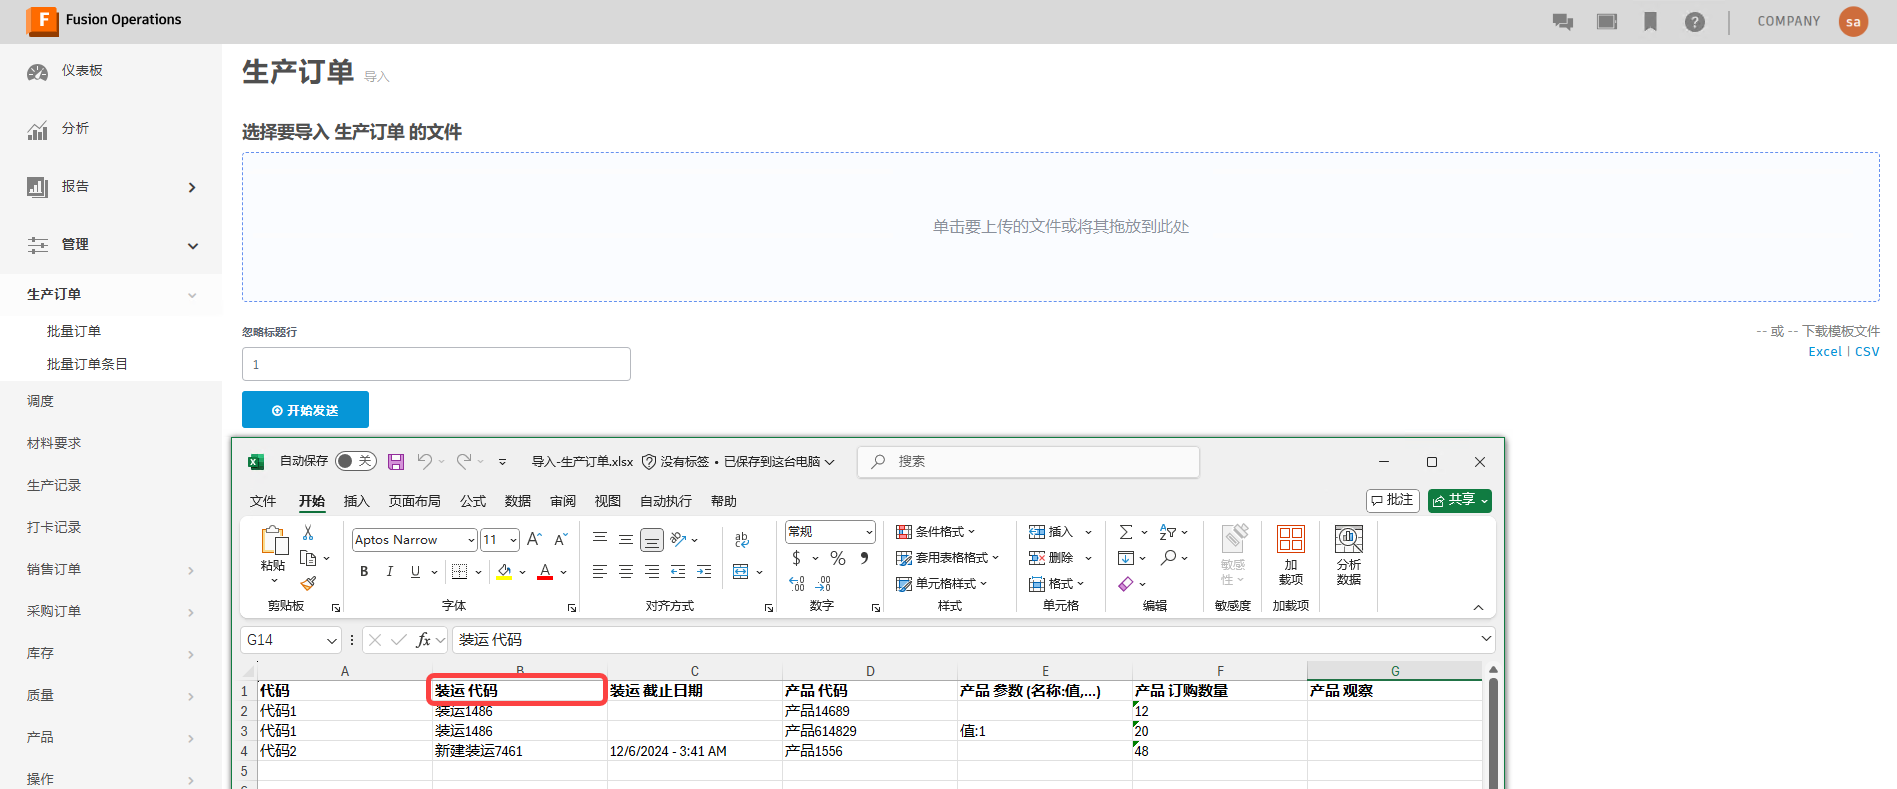 Fusion Operations
COMPANY
sa
仪表板
分析
报告
管理
生产订单
批量订单
批量订单条目
调度
材料要求
生产记录
打卡记录
销售订单
采购订单
库存
质量
产品
操作
生产订单 导入
选择要导入 生产订单 的文件
单击要上传的文件或将其拖放到此处
忽略标题行
1
-- 或 -- 下载模板文件
Excel | CSV
开始发送
自动保存 关
导入-生产订单.xlsx 没有标签 • 已保存到这台电脑
搜索
文件 开始 插入 页面布局 公式 数据 审阅 视图 自动执行 帮助
批注 共享
粘贴
剪贴板
Aptos Narrow 11
B I U
字体
对齐方式
常规
数字
条件格式
套用表格格式
单元格样式
样式
插入
删除
格式
单元格
编辑
敏感性
敏感度
加载项
加载项
分析数据
G14 fx 装运 代码
A B C D E F G
1 代码 装运 代码 装运 截止日期 产品 代码 产品 参数 (名称:值,...) 产品 订购数量 产品 观察
2 代码1 装运1486 产品14689 12
3 代码1 装运1486 产品614829 值:1 20
4 代码2 新建装运7461 12/6/2024 - 3:41 AM 产品1556 48
5